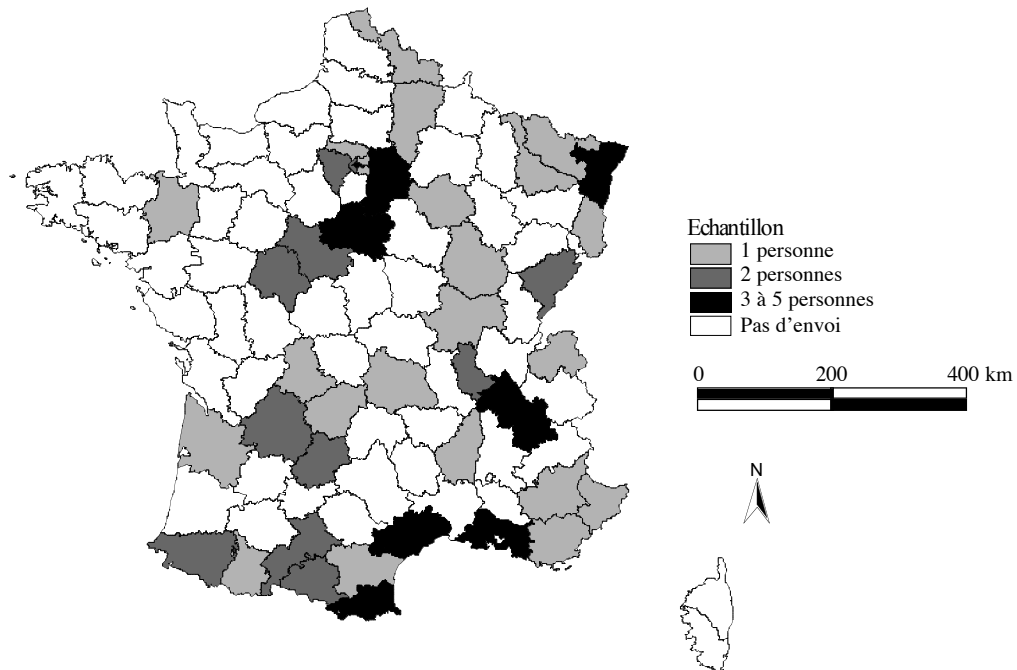 Echantillon
1 personne
2 personnes
3 à 5 personnes
Pas d'envoi
0 200 400 km
N